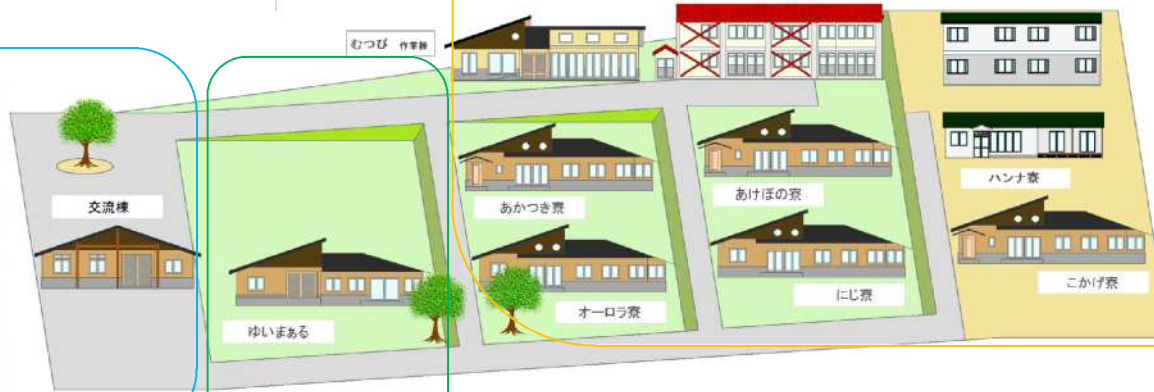 むつび 作業棟
交流棟
あかつき寮
あけぼの寮
ハンナ寮
ゆいまぁる
オーロラ寮
にじ寮
こかげ寮